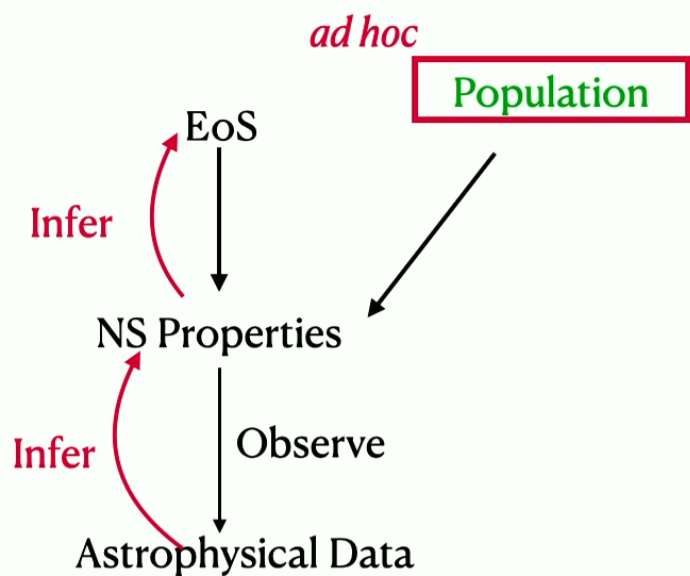 ad hoc
Population
EoS
Infer
NS Properties
Observe
Infer
Astrophysical Data